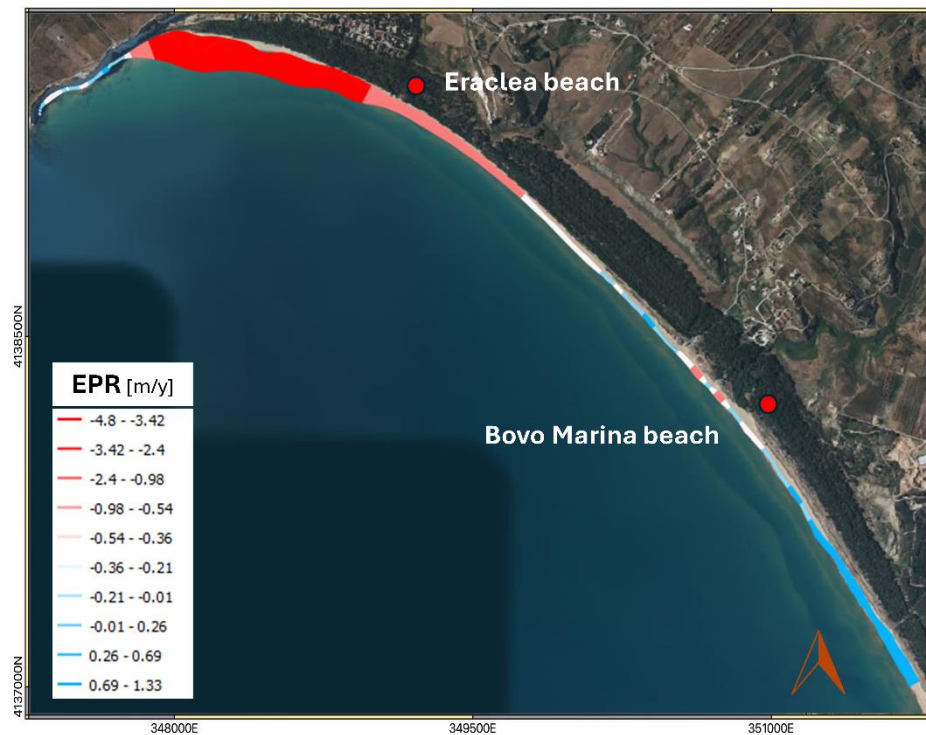 Eraclea beach
4138500N
EPR [m/y]
-4.8 - -3.42
-3.42 - -2.4
-2.4 - -0.98
-0.98 - -0.54
-0.54 - -0.36
-0.36 - -0.21
-0.21 - -0.01
-0.01 - 0.26
0.26 - 0.69
0.69 - 1.33
Bovo Marina beach
4137000N
348000E
349500E
351000E